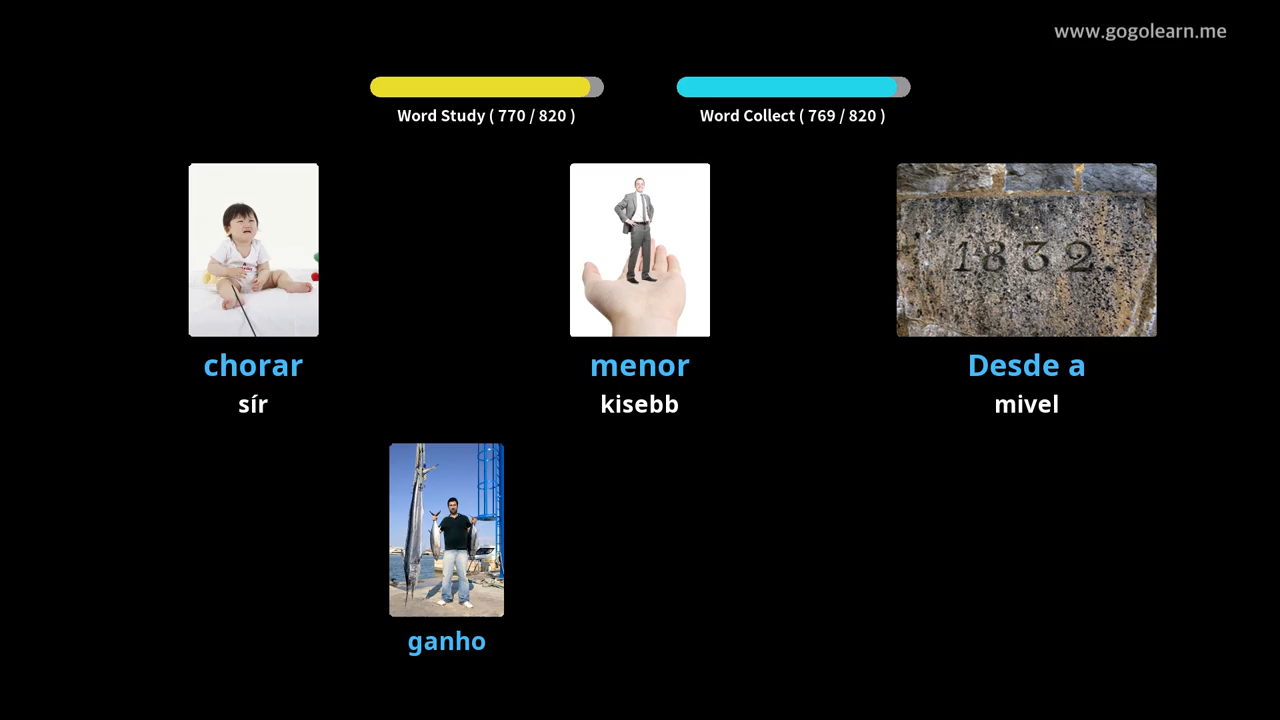 www.gogolearn.me
Word Study ( 770 / 820 )
Word Collect ( 769 / 820 )
1832.
chorar
menor
Desde a
sír
kisebb
mivel
ganho